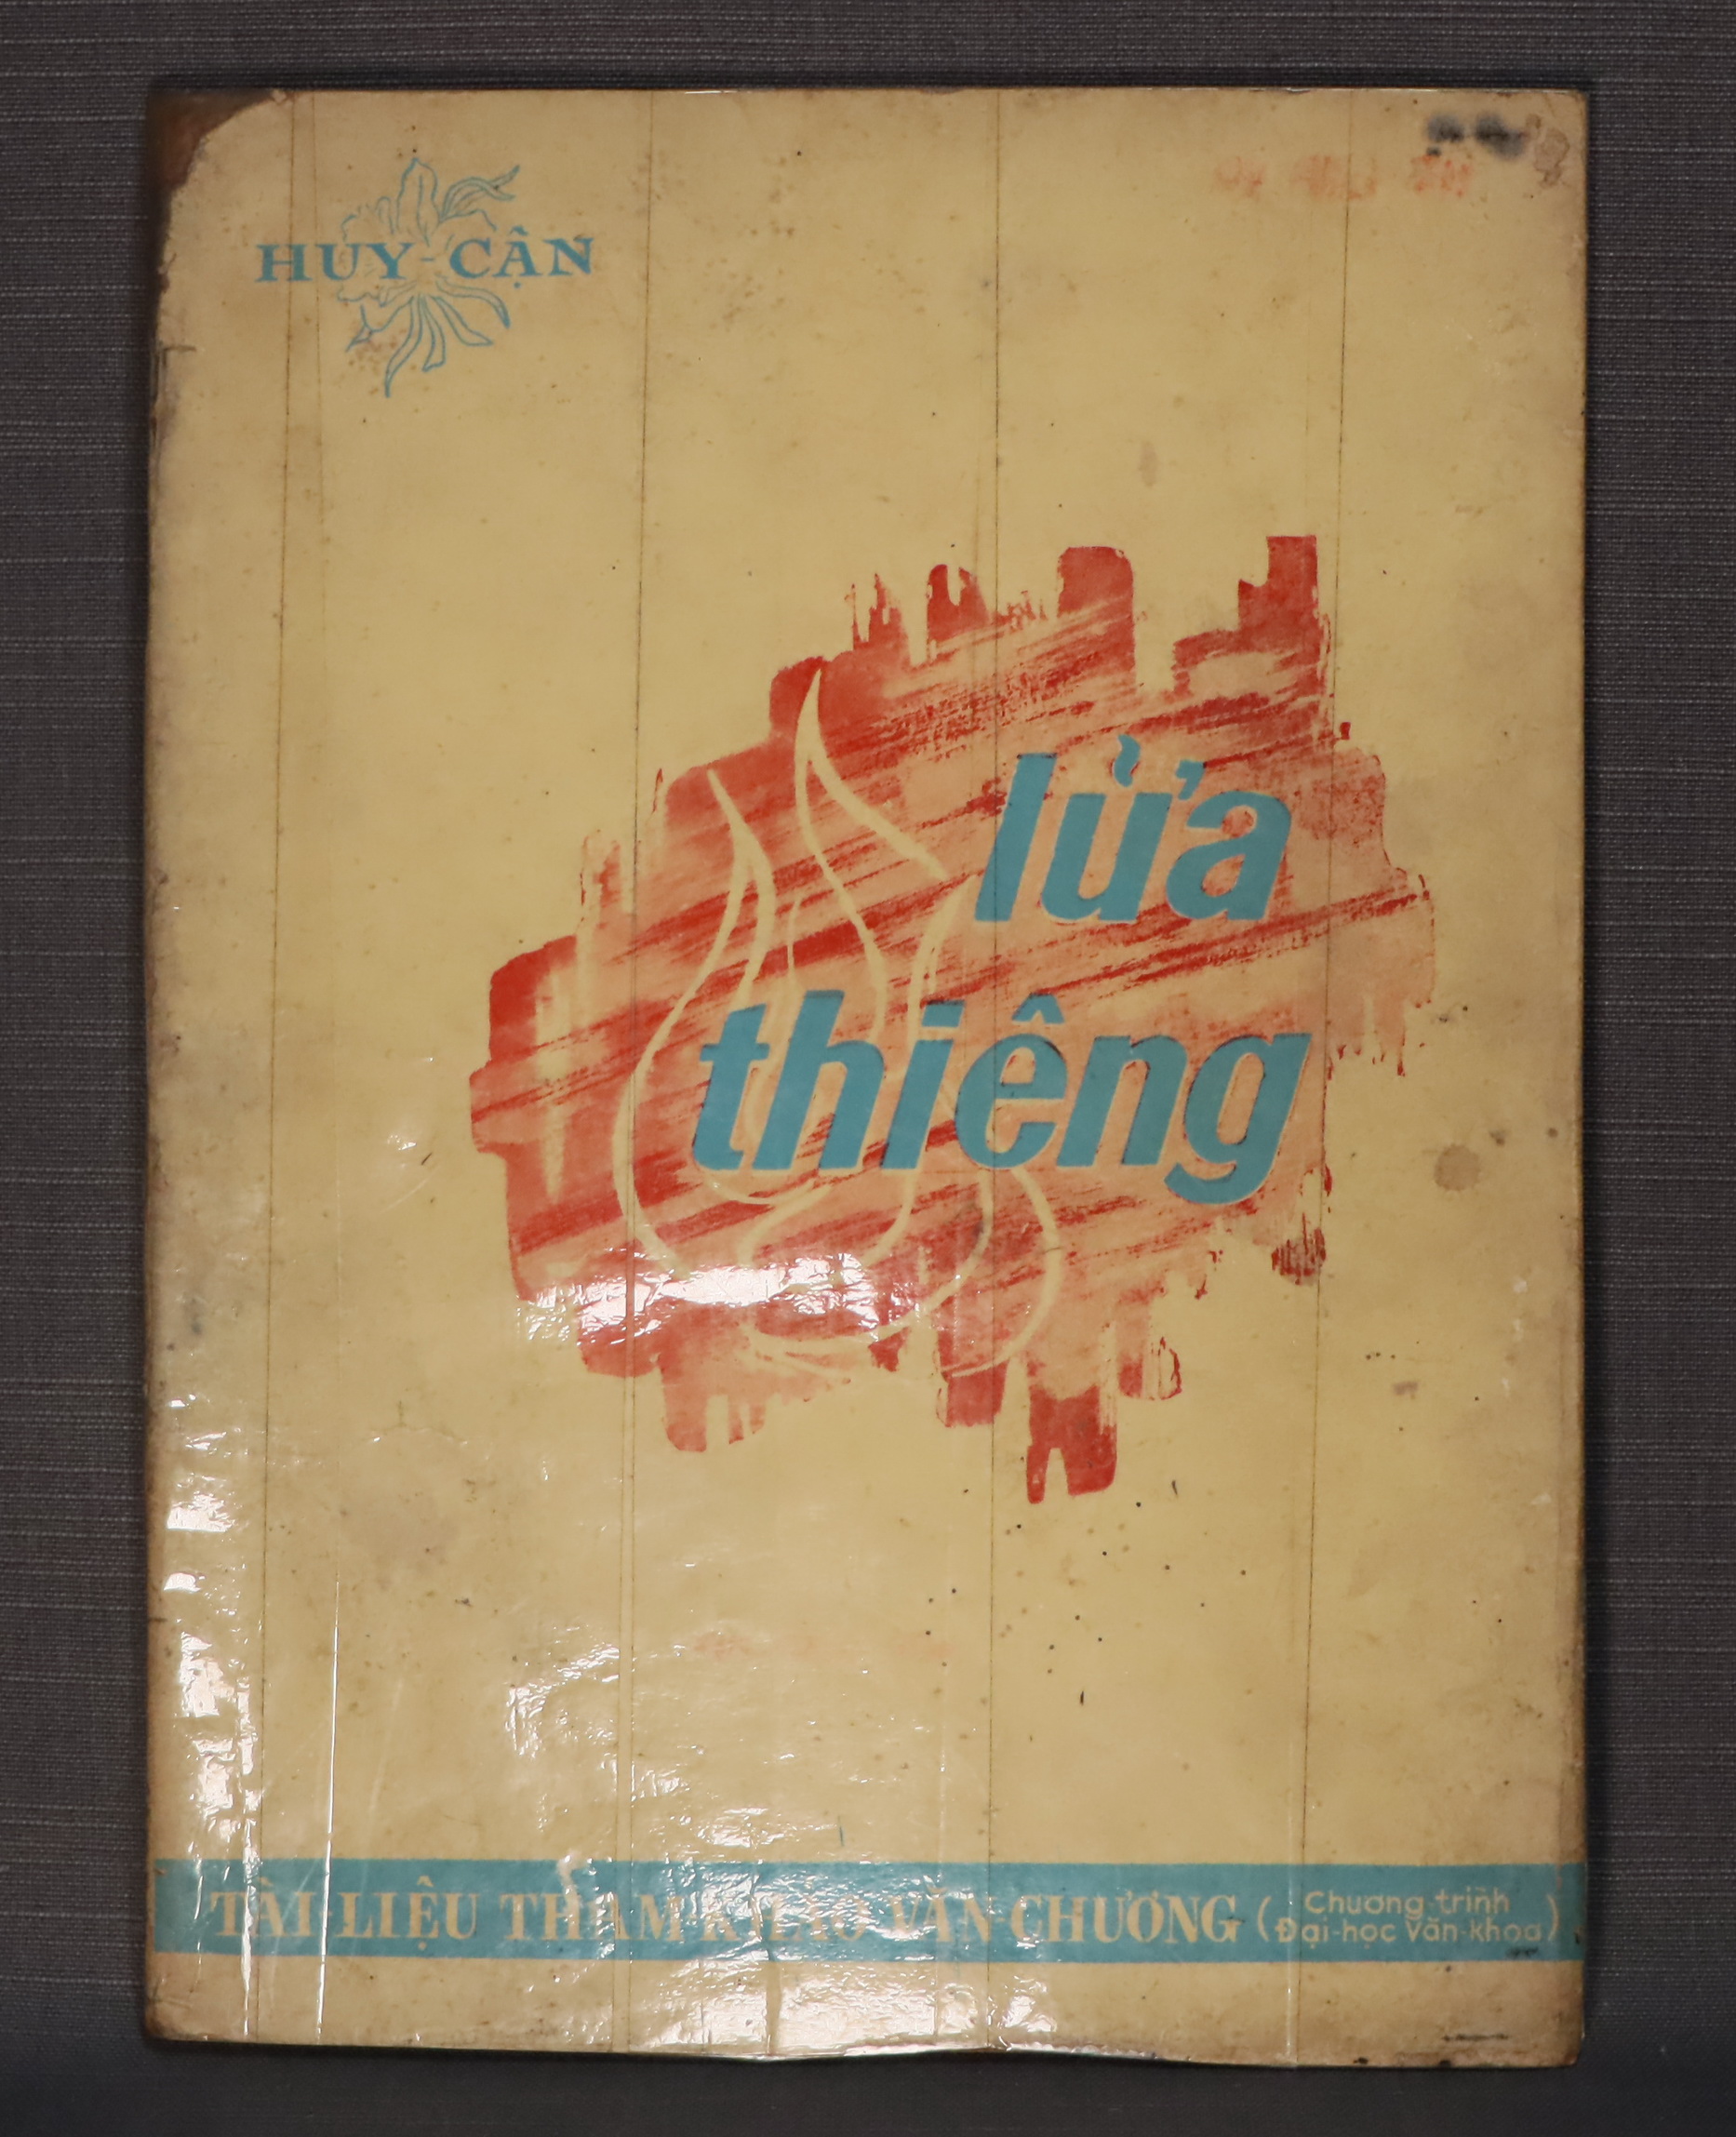 HUY-CẬN
lửa
thiêng
TÀI-LIỆU THAM-KHẢO VĂN-CHƯƠNG (Chương-trình
Đại-học Văn-khoa)